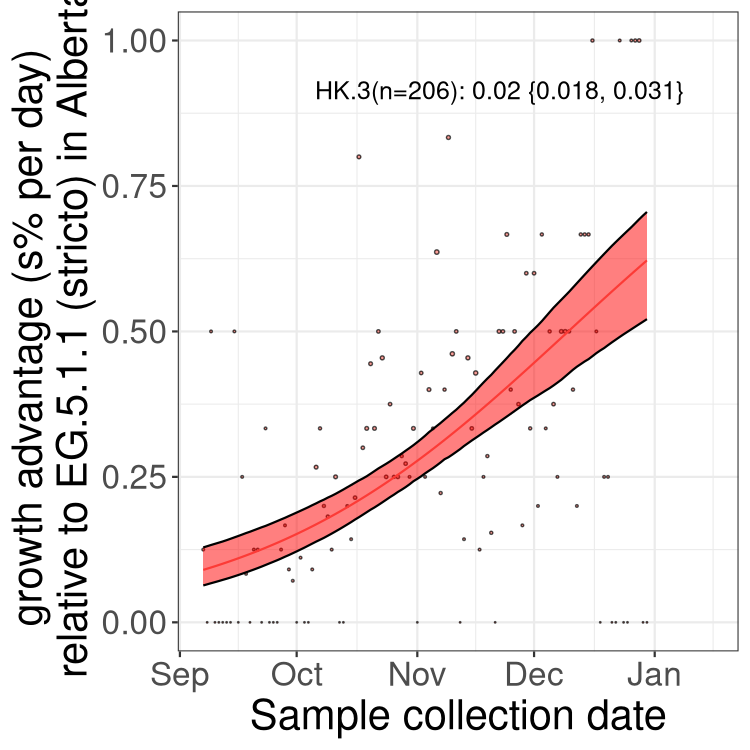 growth advantage (s% per day)
relative to EG.5.1.1 (stricto) in Alberta
1.00
HK.3(n=206): 0.02 {0.018, 0.031}
0.75
0.50
0.25
0.00
Sep Oct Nov Dec Jan
Sample collection date